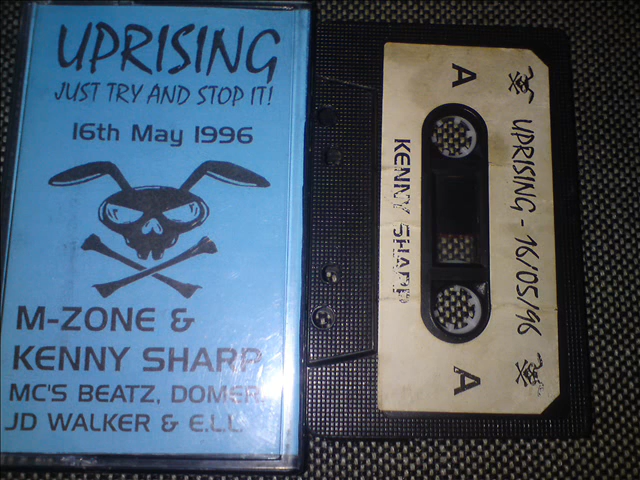 UPRISING
JUST TRY AND STOP IT!
16th May 1996
M-ZONE &
KENNY SHARP
MC'S BEATZ, DOMER
JD WALKER & E.L.L
A
A
UPRISING - 16/05/96
KENNY SHARP